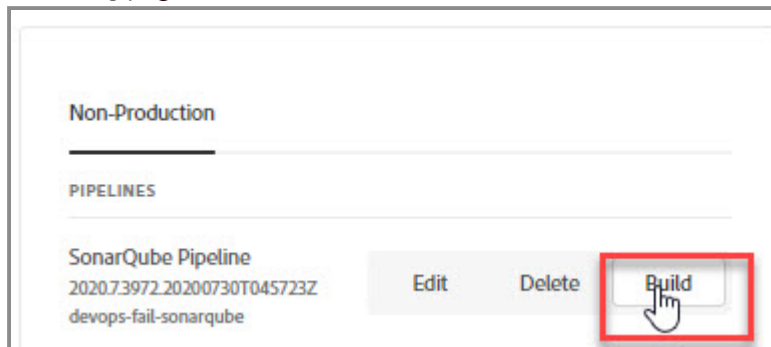 Non-Production
PIPELINES
SonarQube Pipeline
2020.7.3972.20200730T045723Z
devops-fail-sonarqube
Edit Delete Build